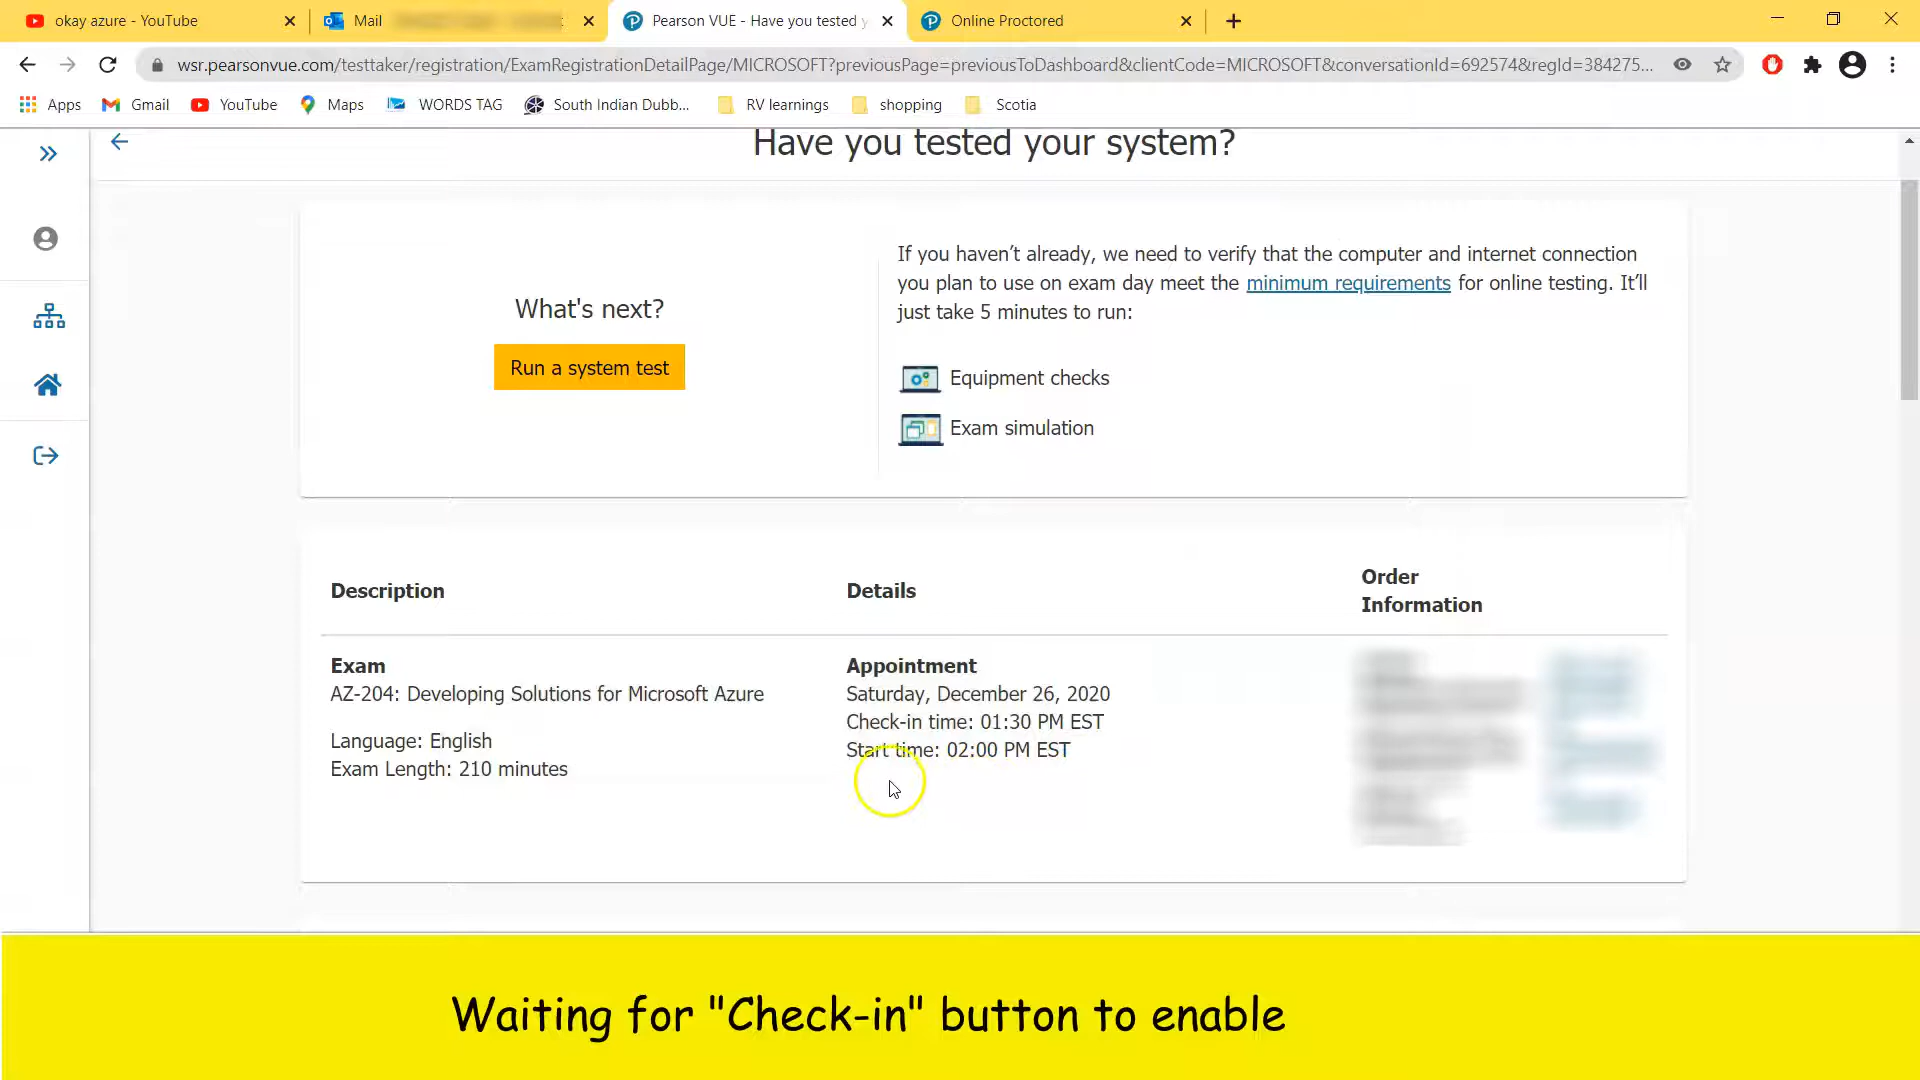 okay azure - YouTube
Mail
Pearson VUE - Have you tested y
Online Proctored
wsr.pearsonvue.com/testtaker/registration/ExamRegistrationDetailPage/MICROSOFT?previousPage=previousToDashboard&clientCode=MICROSOFT&conversationId=692574&regId=384275...
Apps
Gmail
YouTube
Maps
WORDS TAG
South Indian Dubb...
RV learnings
shopping
Scotia
Have you tested your system?
What's next?
Run a system test
If you haven’t already, we need to verify that the computer and internet connection
you plan to use on exam day meet the minimum requirements for online testing. It’ll
just take 5 minutes to run:
Equipment checks
Exam simulation
Description
Details
Order
Information
Exam
AZ-204: Developing Solutions for Microsoft Azure
Language: English
Exam Length: 210 minutes
Appointment
Saturday, December 26, 2020
Check-in time: 01:30 PM EST
Start time: 02:00 PM EST
Waiting for "Check-in" button to enable